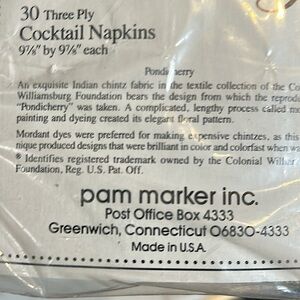 30 Three Ply
Cocktail Napkins
9⅞" by 9⅞" each
Pondicherry
An exquisite Indian chintz fabric in the textile collection of the
Williamsburg Foundation bears the design from which the
"Pondicherry" was taken. A complicated, lengthy process called
painting and dyeing created its elegant floral pattern.
Mordant dyes were preferred for making expensive chintzes, as this
nique produced designs that were brilliant in color and colorfast when
® Identifies registered trademark owned by the Colonial
Foundation, Reg. U.S. Pat. Off.
pam marker inc.
Post Office Box 4333
Greenwich, Connecticut 06830-4333
Made in U.S.A.